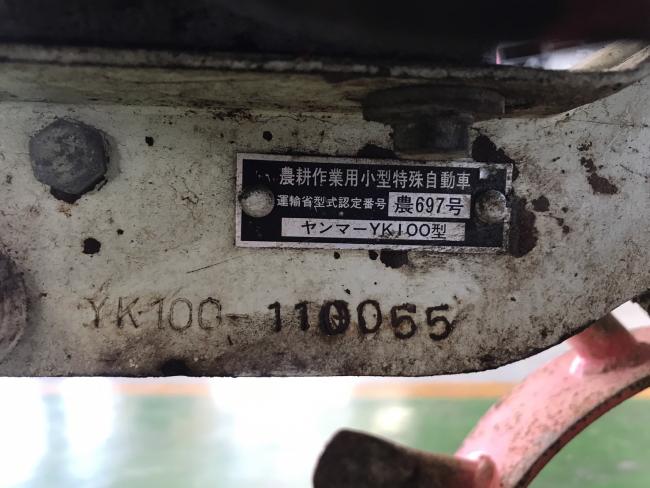 農耕作業用小型特殊自動車
運輸省型式認定番号 農697号
ヤンマーYK100型
YK100-110055